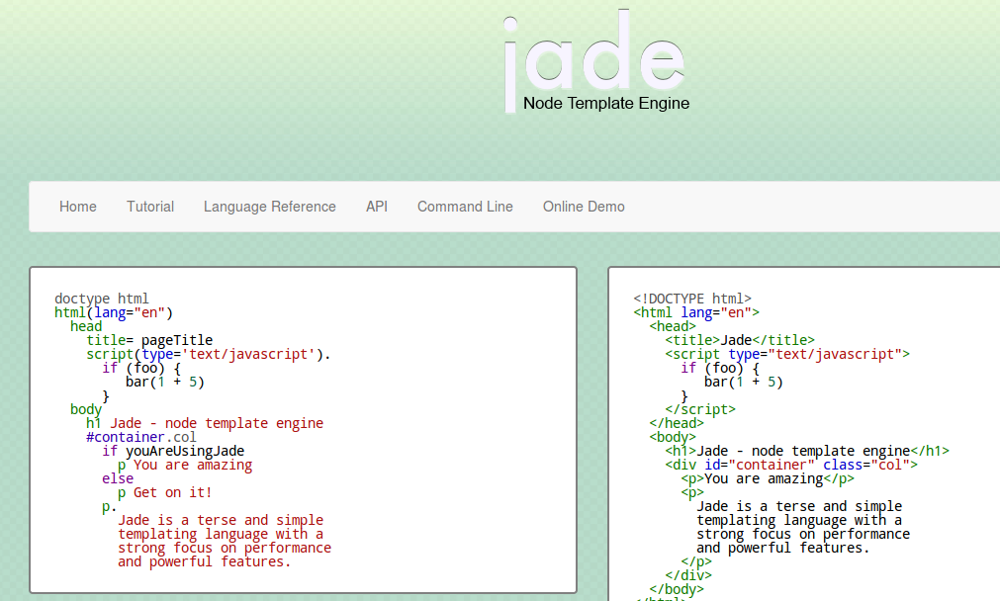 jade
Node Template Engine
Home Tutorial Language Reference API Command Line Online Demo
doctype html
html(lang="en")
  head
    title= pageTitle
    script(type='text/javascript').
      if (foo) {
         bar(1 + 5)
      }
  body
    h1 Jade - node template engine
    #container.col
      if youAreUsingJade
        p You are amazing
      else
        p Get on it!
      p.
        Jade is a terse and simple
        templating language with a
        strong focus on performance
        and powerful features.
<!DOCTYPE html>
<html lang="en">
  <head>
    <title>Jade</title>
    <script type="text/javascript">
      if (foo) {
         bar(1 + 5)
      }
    </script>
  </head>
  <body>
    <h1>Jade - node template engine</h1>
    <div id="container" class="col">
      <p>You are amazing</p>
      <p>
        Jade is a terse and simple
        templating language with a
        strong focus on performance
        and powerful features.
      </p>
    </div>
  </body>
</html>